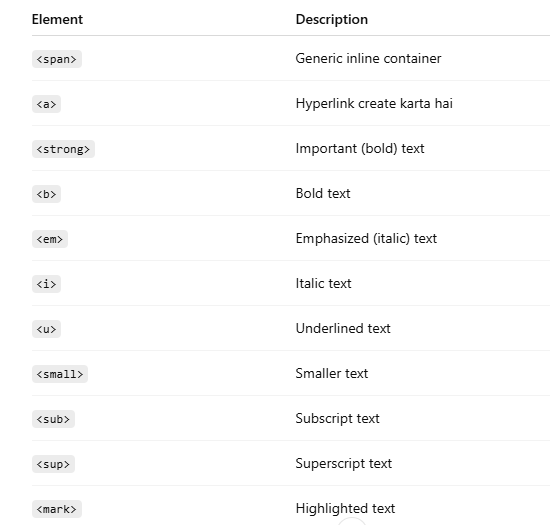 Element Description
<span> Generic inline container
<a> Hyperlink create karta hai
<strong> Important (bold) text
<b> Bold text
<em> Emphasized (italic) text
<i> Italic text
<u> Underlined text
<small> Smaller text
<sub> Subscript text
<sup> Superscript text
<mark> Highlighted text